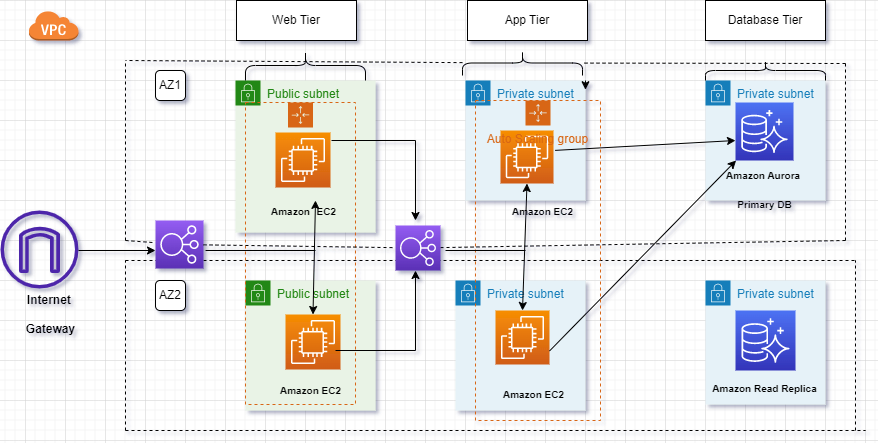 VPC
Web Tier
App Tier
Database Tier
AZ1
Public subnet
Private subnet
Private subnet
Auto Scaling group
Amazon EC2
Amazon EC2
Amazon Aurora
Primary DB
Internet
Gateway
AZ2
Public subnet
Private subnet
Private subnet
Amazon EC2
Amazon EC2
Amazon Read Replica